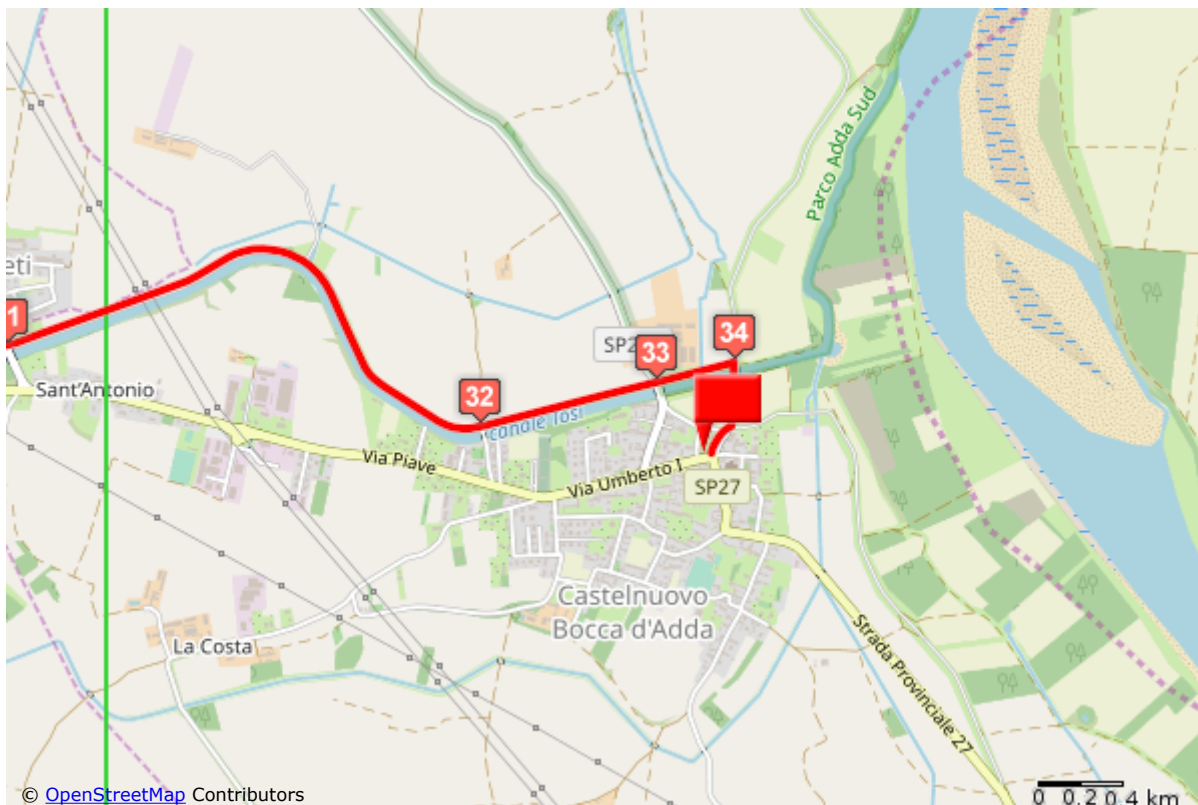 Parco Adda Sud
eti
1
34
33
Sant'Antonio
32
Canale Tosi
Via Piave
Via Umberto I
SP27
Castelnuovo
Bocca d'Adda
La Costa
Strada Provinciale 27
© OpenStreetMap Contributors
0 0.2 0.4 km